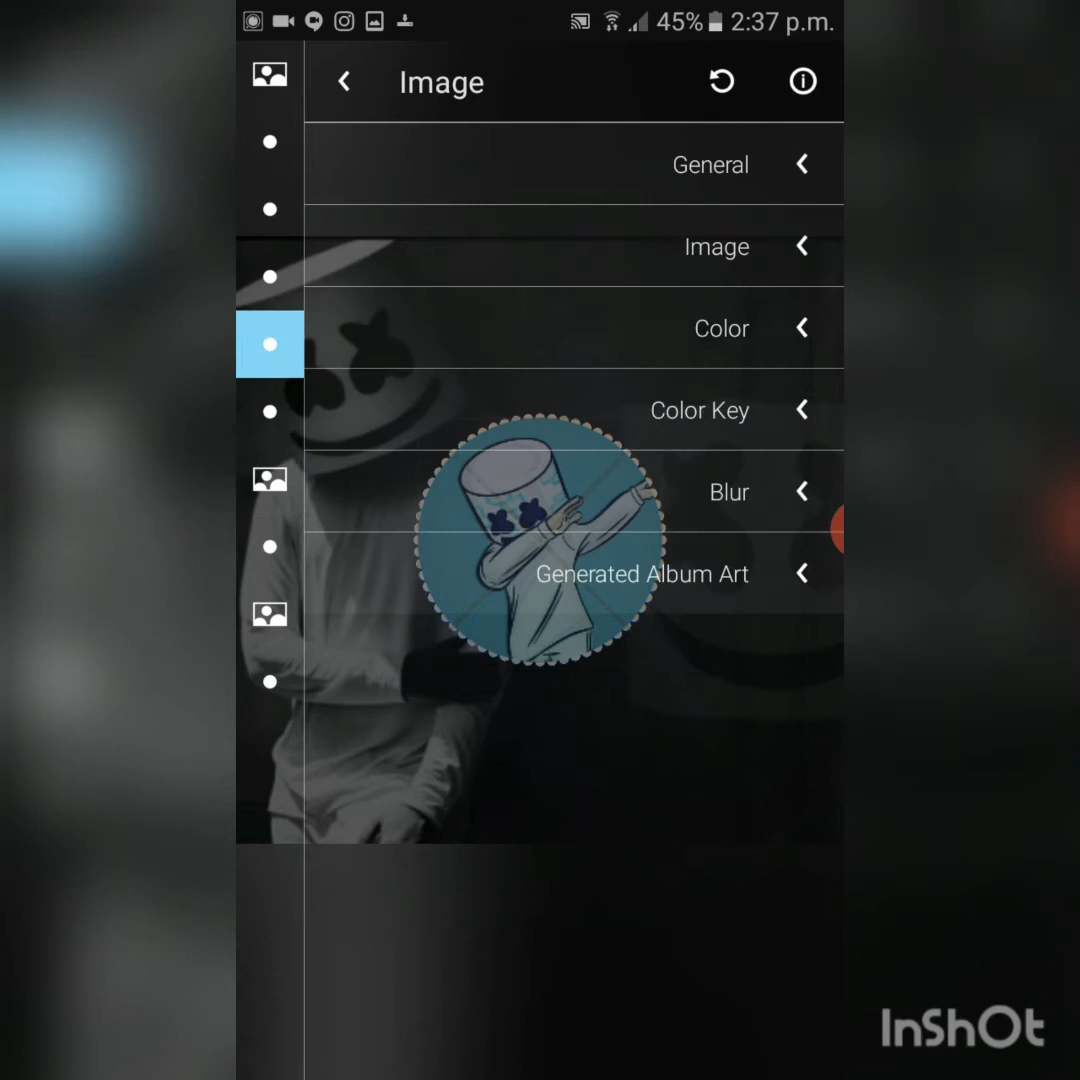 45% 2:37 p.m.
Image
General
Image
Color
Color Key
Blur
Generated Album Art
InShOt